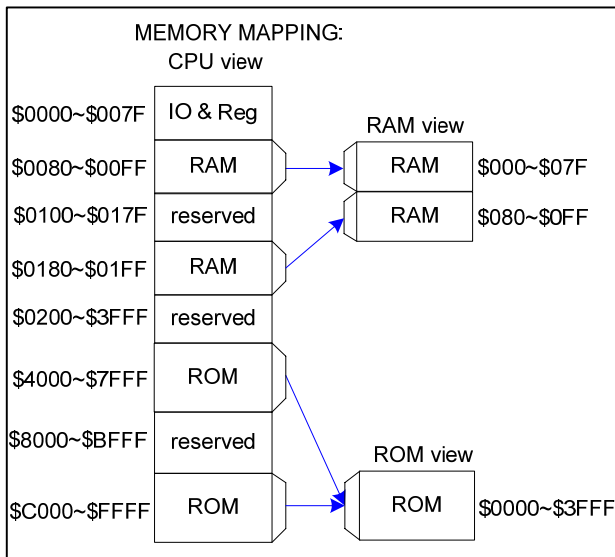 MEMORY MAPPING:
CPU view
$0000~$007F IO & Reg
RAM view
$0080~$00FF RAM RAM $000~$07F
$0100~$017F reserved RAM $080~$0FF
$0180~$01FF RAM
$0200~$3FFF reserved
$4000~$7FFF ROM
$8000~$BFFF reserved
ROM view
$C000~$FFFF ROM ROM $0000~$3FFF